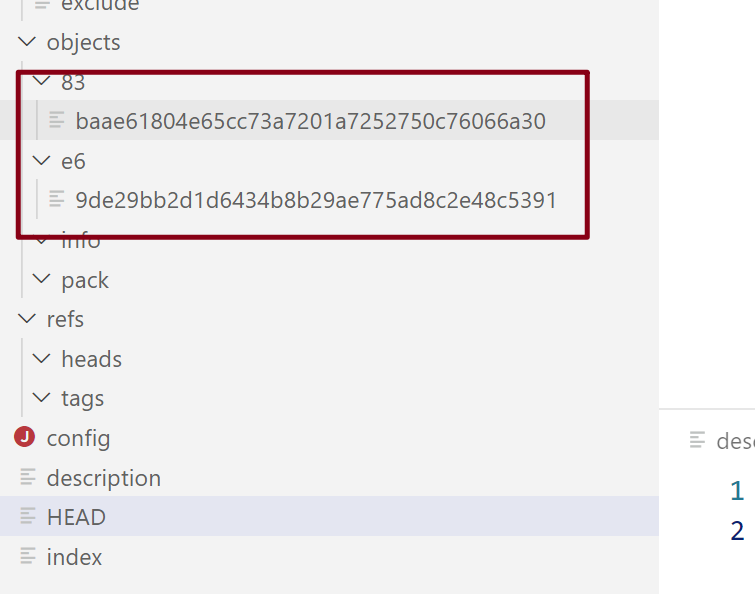 exclude
objects
83
baae61804e65cc73a7201a7252750c76066a30
e6
9de29bb2d1d6434b8b29ae775ad8c2e48c5391
info
pack
refs
heads
tags
J config
description
desc
HEAD
1
2
index